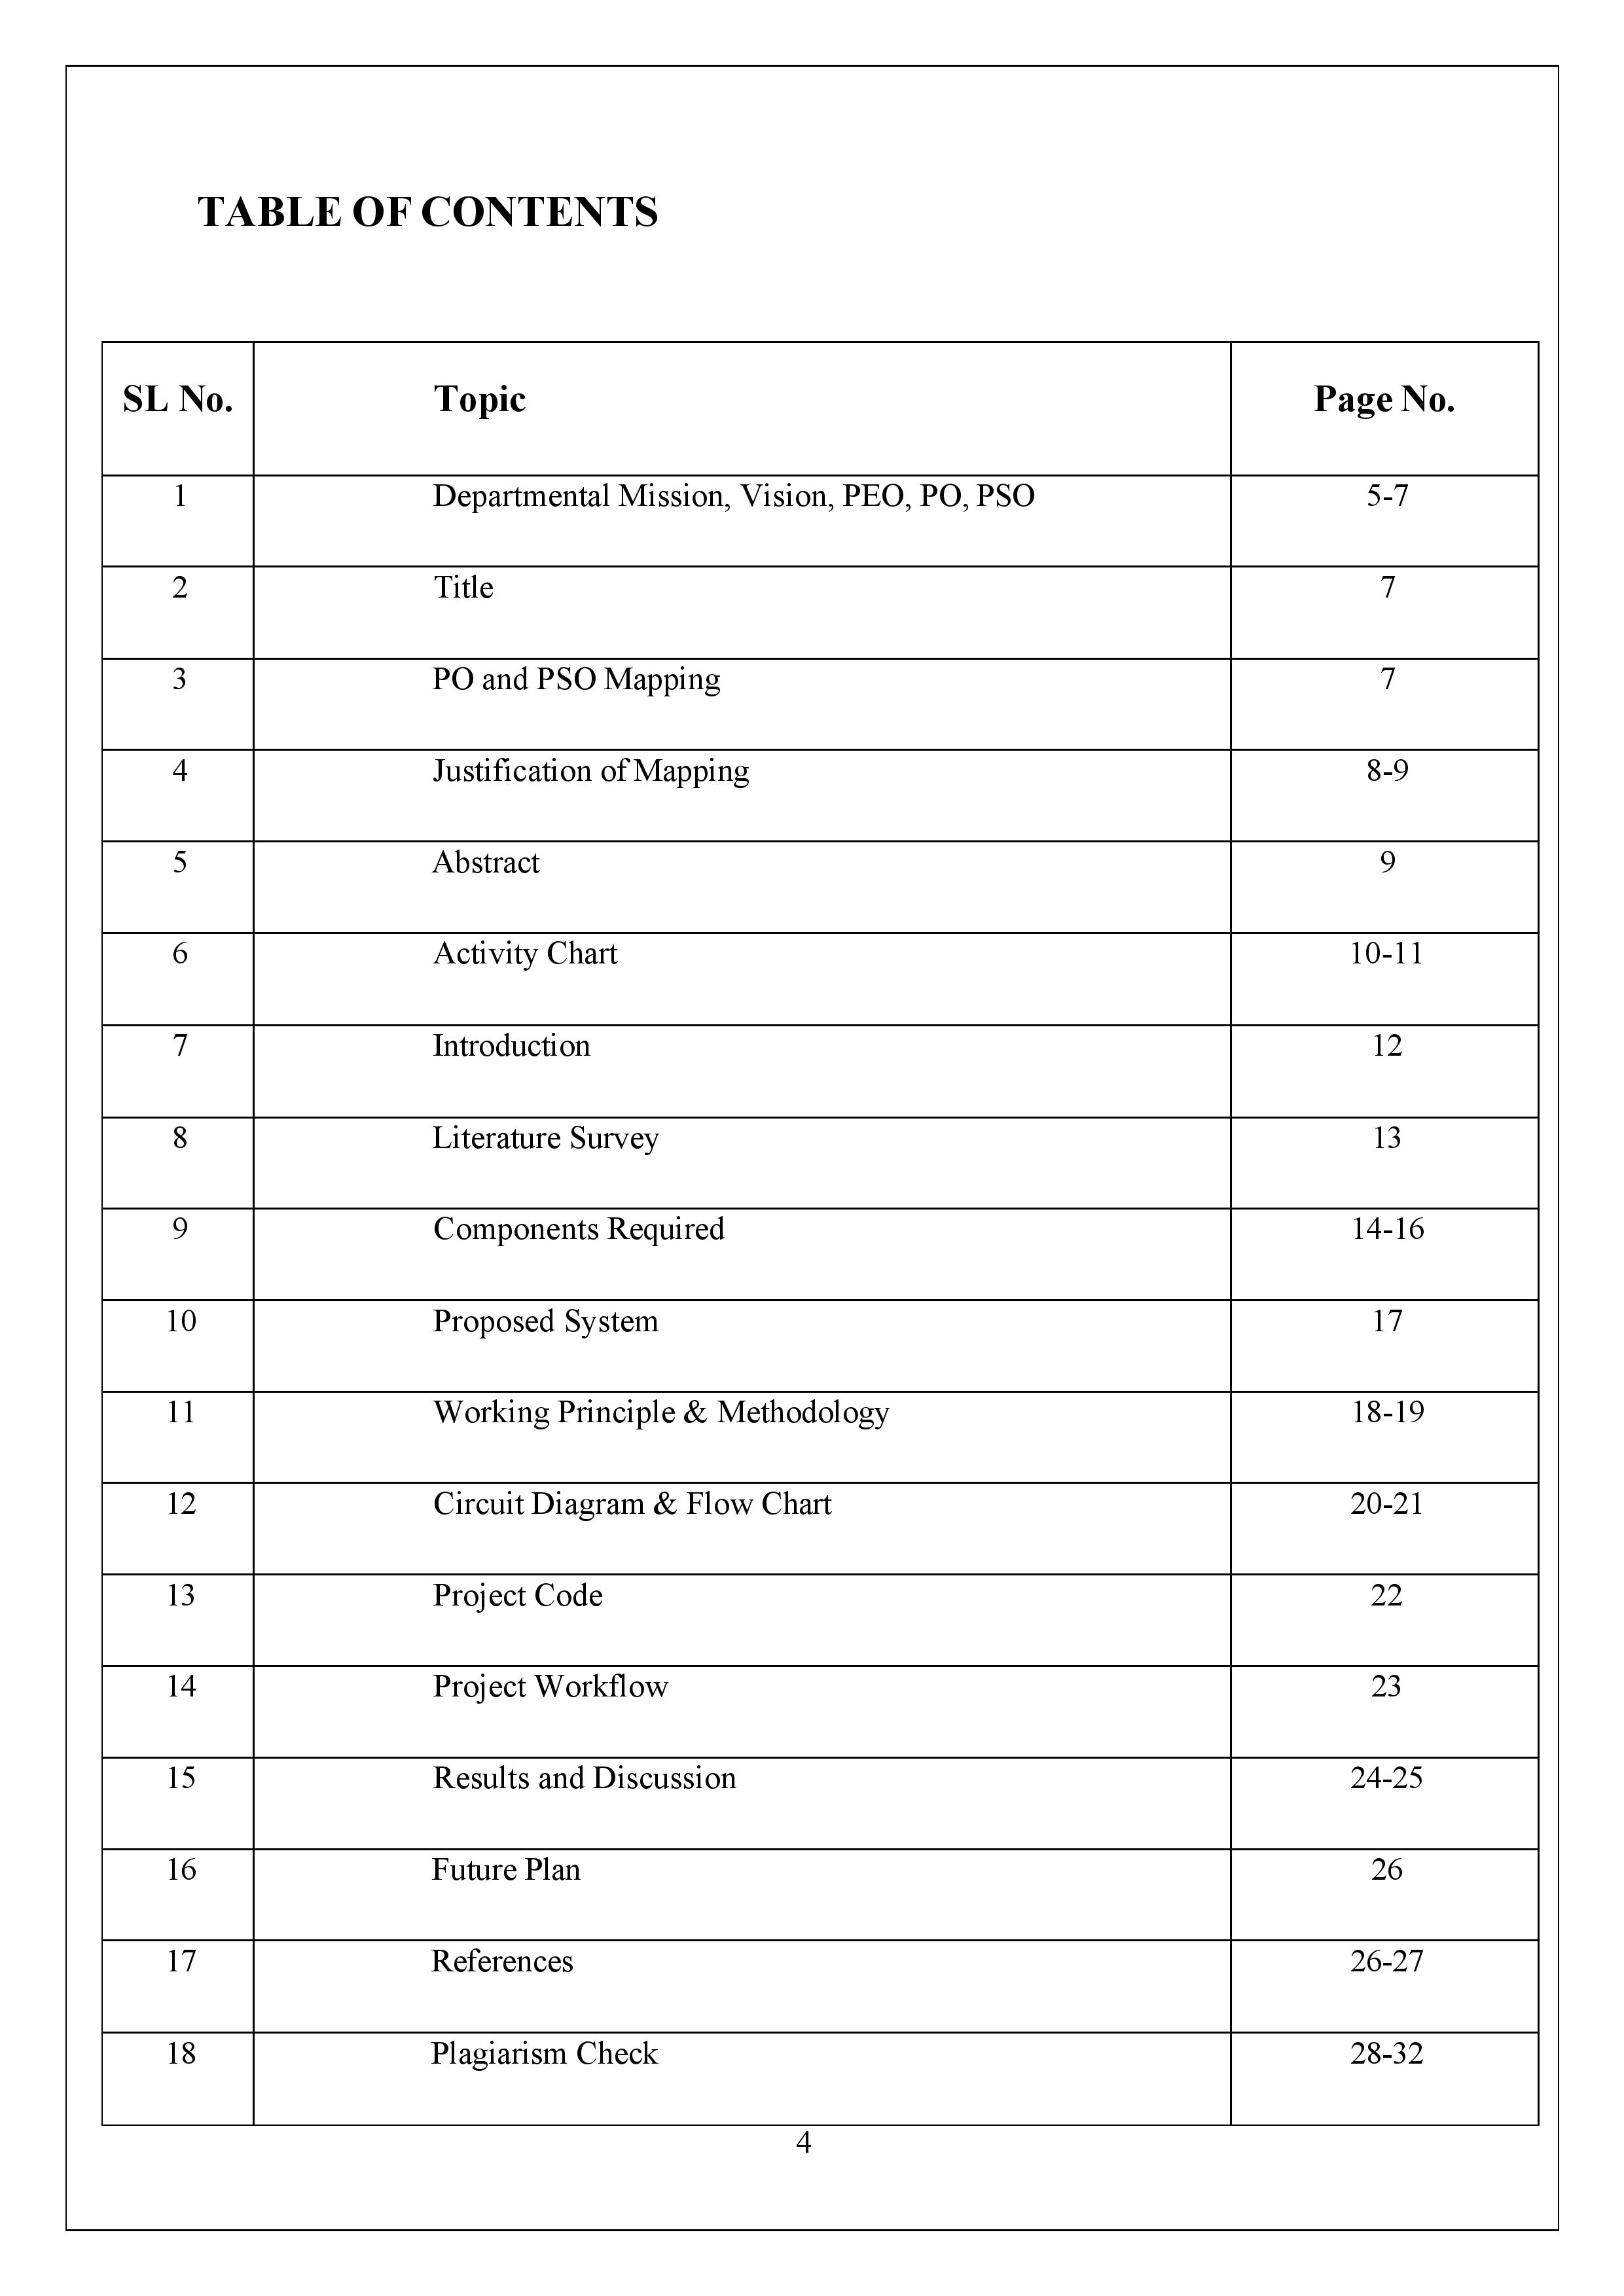 TABLE OF CONTENTS
SL No. Topic Page No.
1 Departmental Mission, Vision, PEO, PO, PSO 5-7
2 Title 7
3 PO and PSO Mapping 7
4 Justification of Mapping 8-9
5 Abstract 9
6 Activity Chart 10-11
7 Introduction 12
8 Literature Survey 13
9 Components Required 14-16
10 Proposed System 17
11 Working Principle & Methodology 18-19
12 Circuit Diagram & Flow Chart 20-21
13 Project Code 22
14 Project Workflow 23
15 Results and Discussion 24-25
16 Future Plan 26
17 References 26-27
18 Plagiarism Check 28-32
4